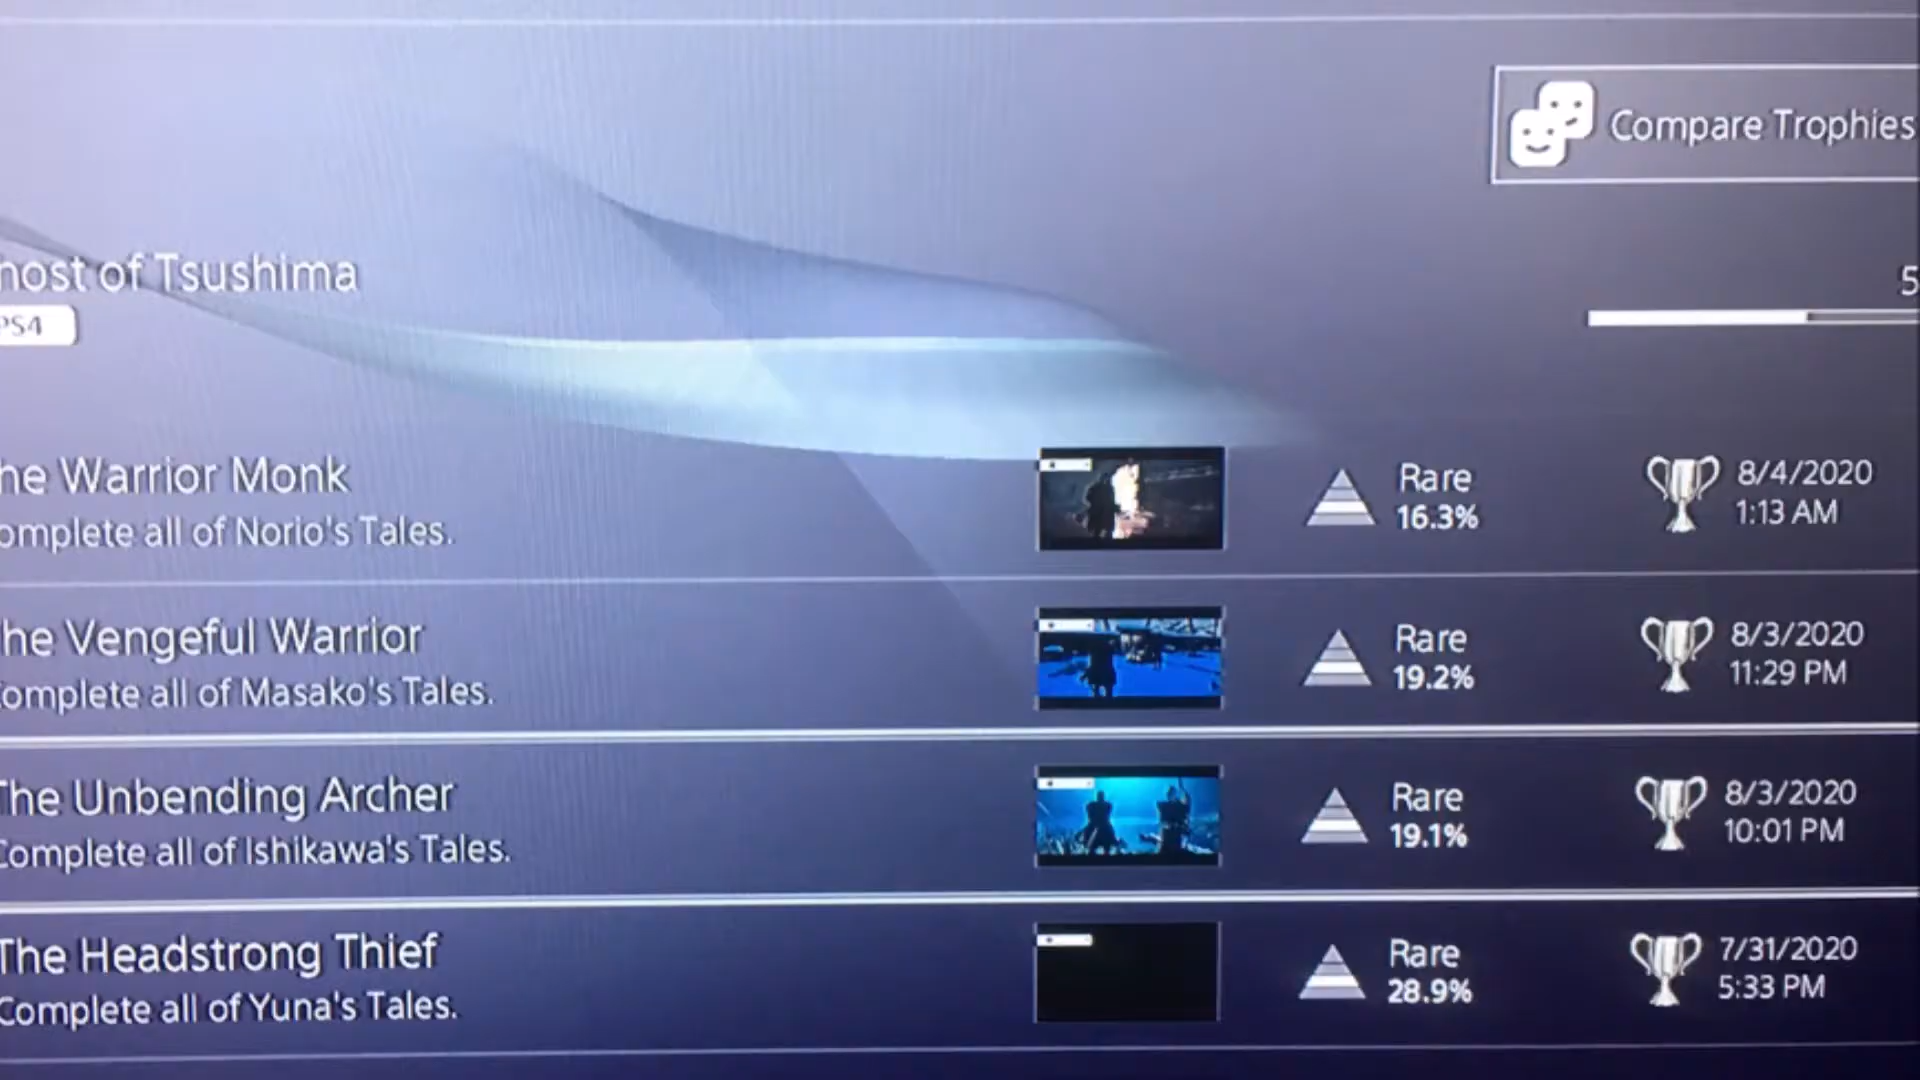 Compare Trophies
host of Tsushima
5
PS4
he Warrior Monk
omplete all of Norio's Tales.
Rare
16.3%
8/4/2020
1:13 AM
he Vengeful Warrior
Complete all of Masako's Tales.
Rare
19.2%
8/3/2020
11:29 PM
The Unbending Archer
Complete all of Ishikawa's Tales.
Rare
19.1%
8/3/2020
10:01 PM
The Headstrong Thief
Complete all of Yuna's Tales.
Rare
28.9%
7/31/2020
5:33 PM